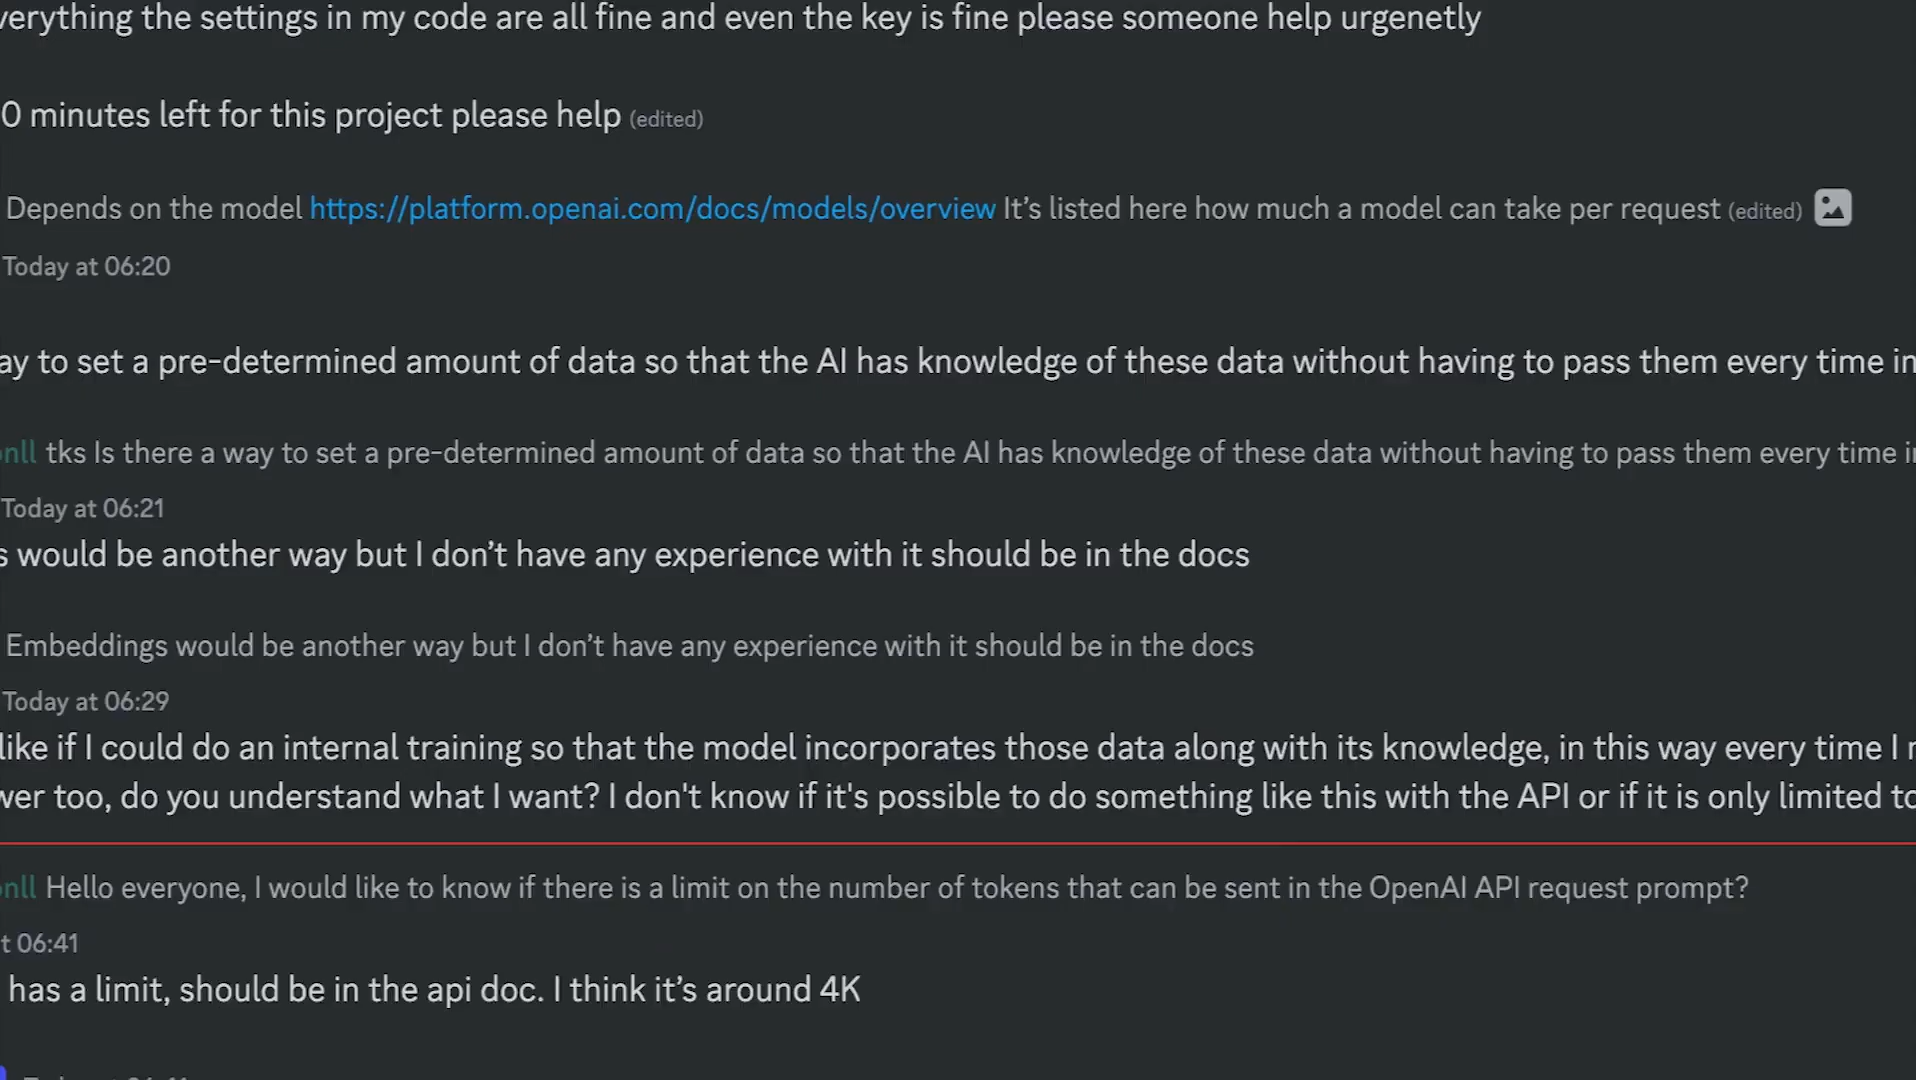 verything the settings in my code are all fine and even the key is fine please someone help urgenetly
0 minutes left for this project please help (edited)
Depends on the model https://platform.openai.com/docs/models/overview It's listed here how much a model can take per request (edited)
Today at 06:20
ay to set a pre-determined amount of data so that the AI has knowledge of these data without having to pass them every time in
onll tks Is there a way to set a pre-determined amount of data so that the AI has knowledge of these data without having to pass them every time in
Today at 06:21
s would be another way but I don't have any experience with it should be in the docs
Embeddings would be another way but I don't have any experience with it should be in the docs
Today at 06:29
like if I could do an internal training so that the model incorporates those data along with its knowledge, in this way every time I
wer too, do you understand what I want? I don't know if it's possible to do something like this with the API or if it is only limited to
onll Hello everyone, I would like to know if there is a limit on the number of tokens that can be sent in the OpenAI API request prompt?
t 06:41
has a limit, should be in the api doc. I think it's around 4K